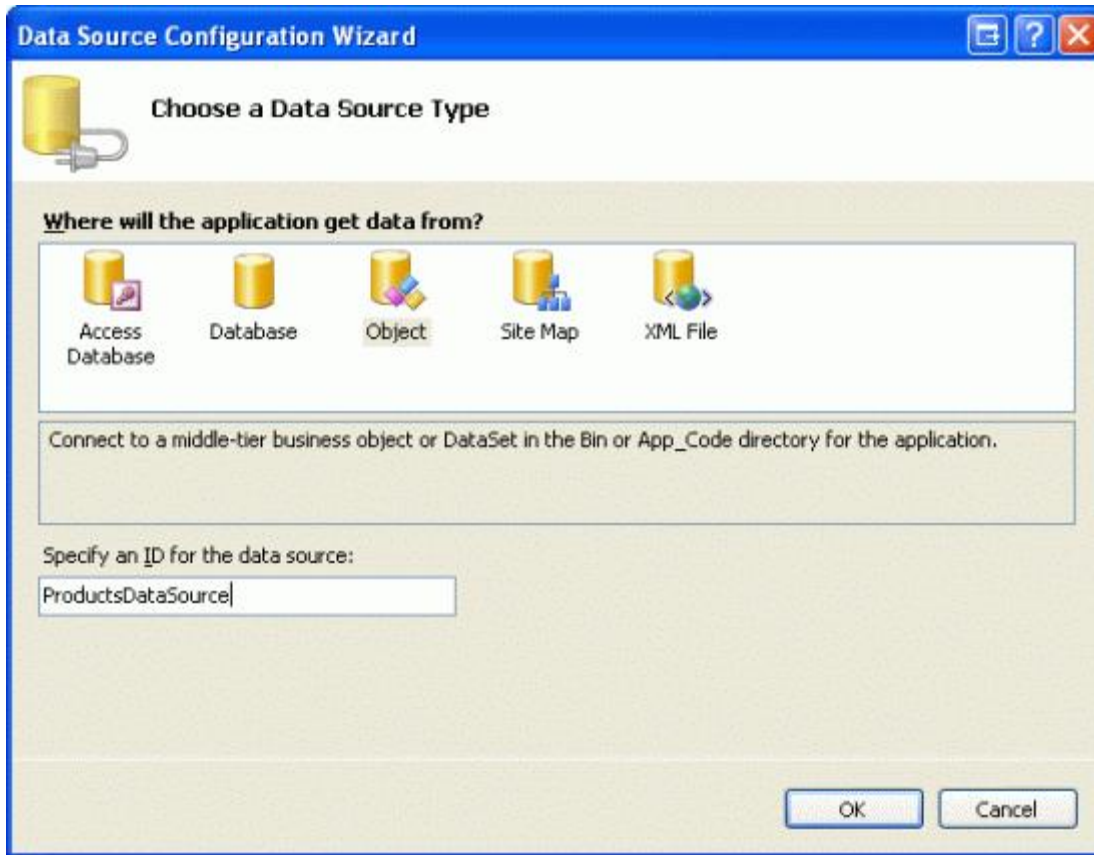 Data Source Configuration Wizard
Choose a Data Source Type
Where will the application get data from?
Access
Database
Database
Object
Site Map
XML File
Connect to a middle-tier business object or DataSet in the Bin or App_Code directory for the application.
Specify an ID for the data source:
ProductsDataSource
OK
Cancel